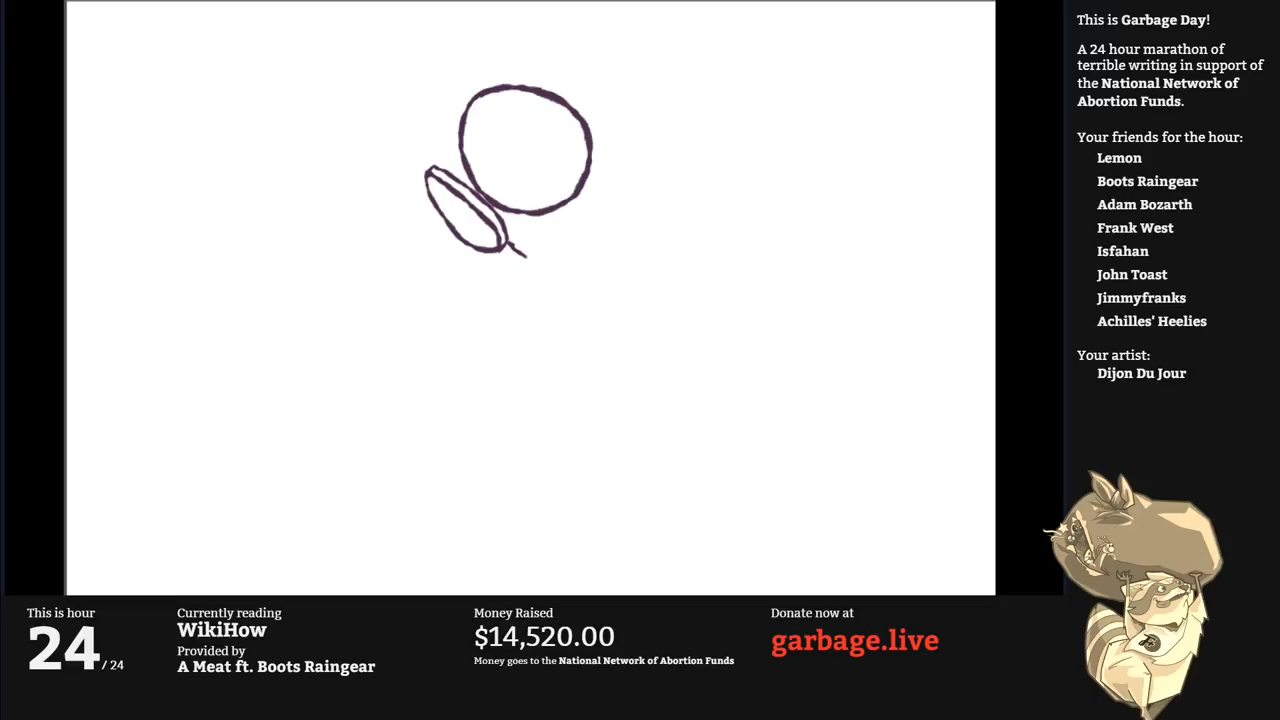 This is Garbage Day!
A 24 hour marathon of
terrible writing in support of
the National Network of
Abortion Funds.
Your friends for the hour:
Lemon
Boots Raingear
Adam Bozarth
Frank West
Isfahan
John Toast
Jimmyfranks
Achilles' Heelies
Your artist:
Dijon Du Jour
This is hour
24 / 24
Currently reading
WikiHow
Provided by
A Meat ft. Boots Raingear
Money Raised
$14,520.00
Money goes to the National Network of Abortion Funds
Donate now at
garbage.live